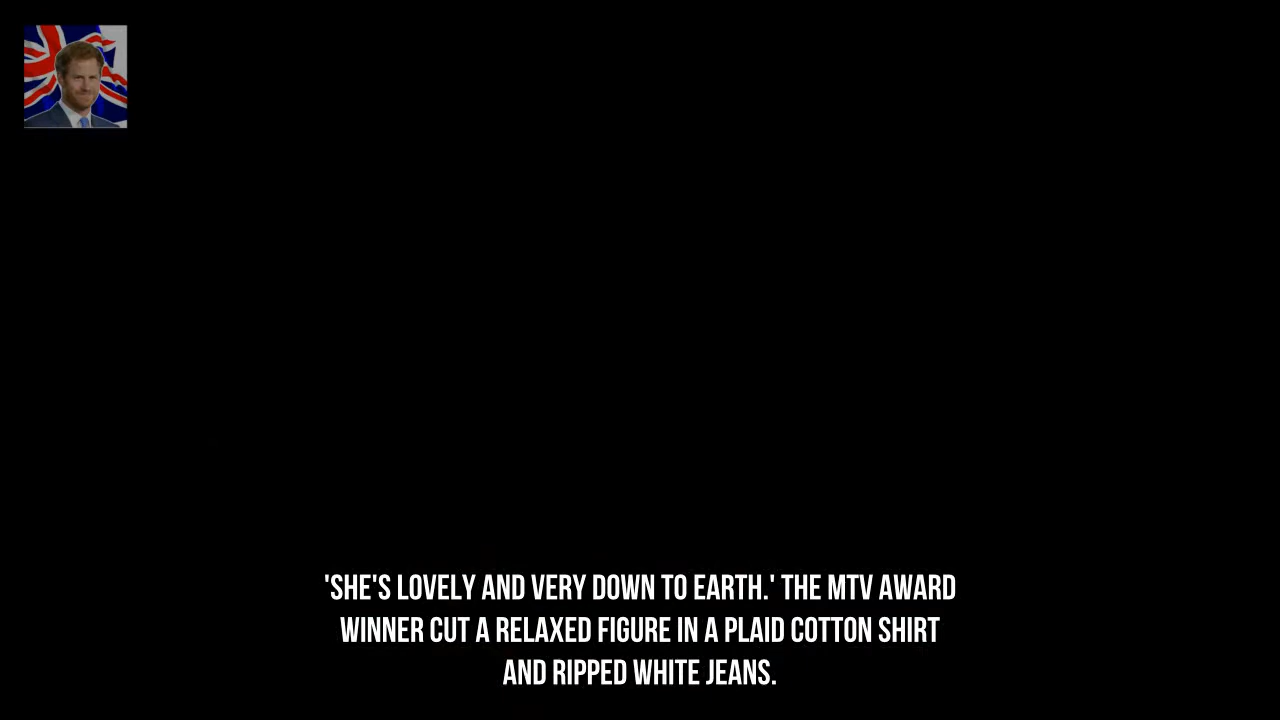 'SHE'S LOVELY AND VERY DOWN TO EARTH.' THE MTV AWARD
WINNER CUT A RELAXED FIGURE IN A PLAID COTTON SHIRT
AND RIPPED WHITE JEANS.